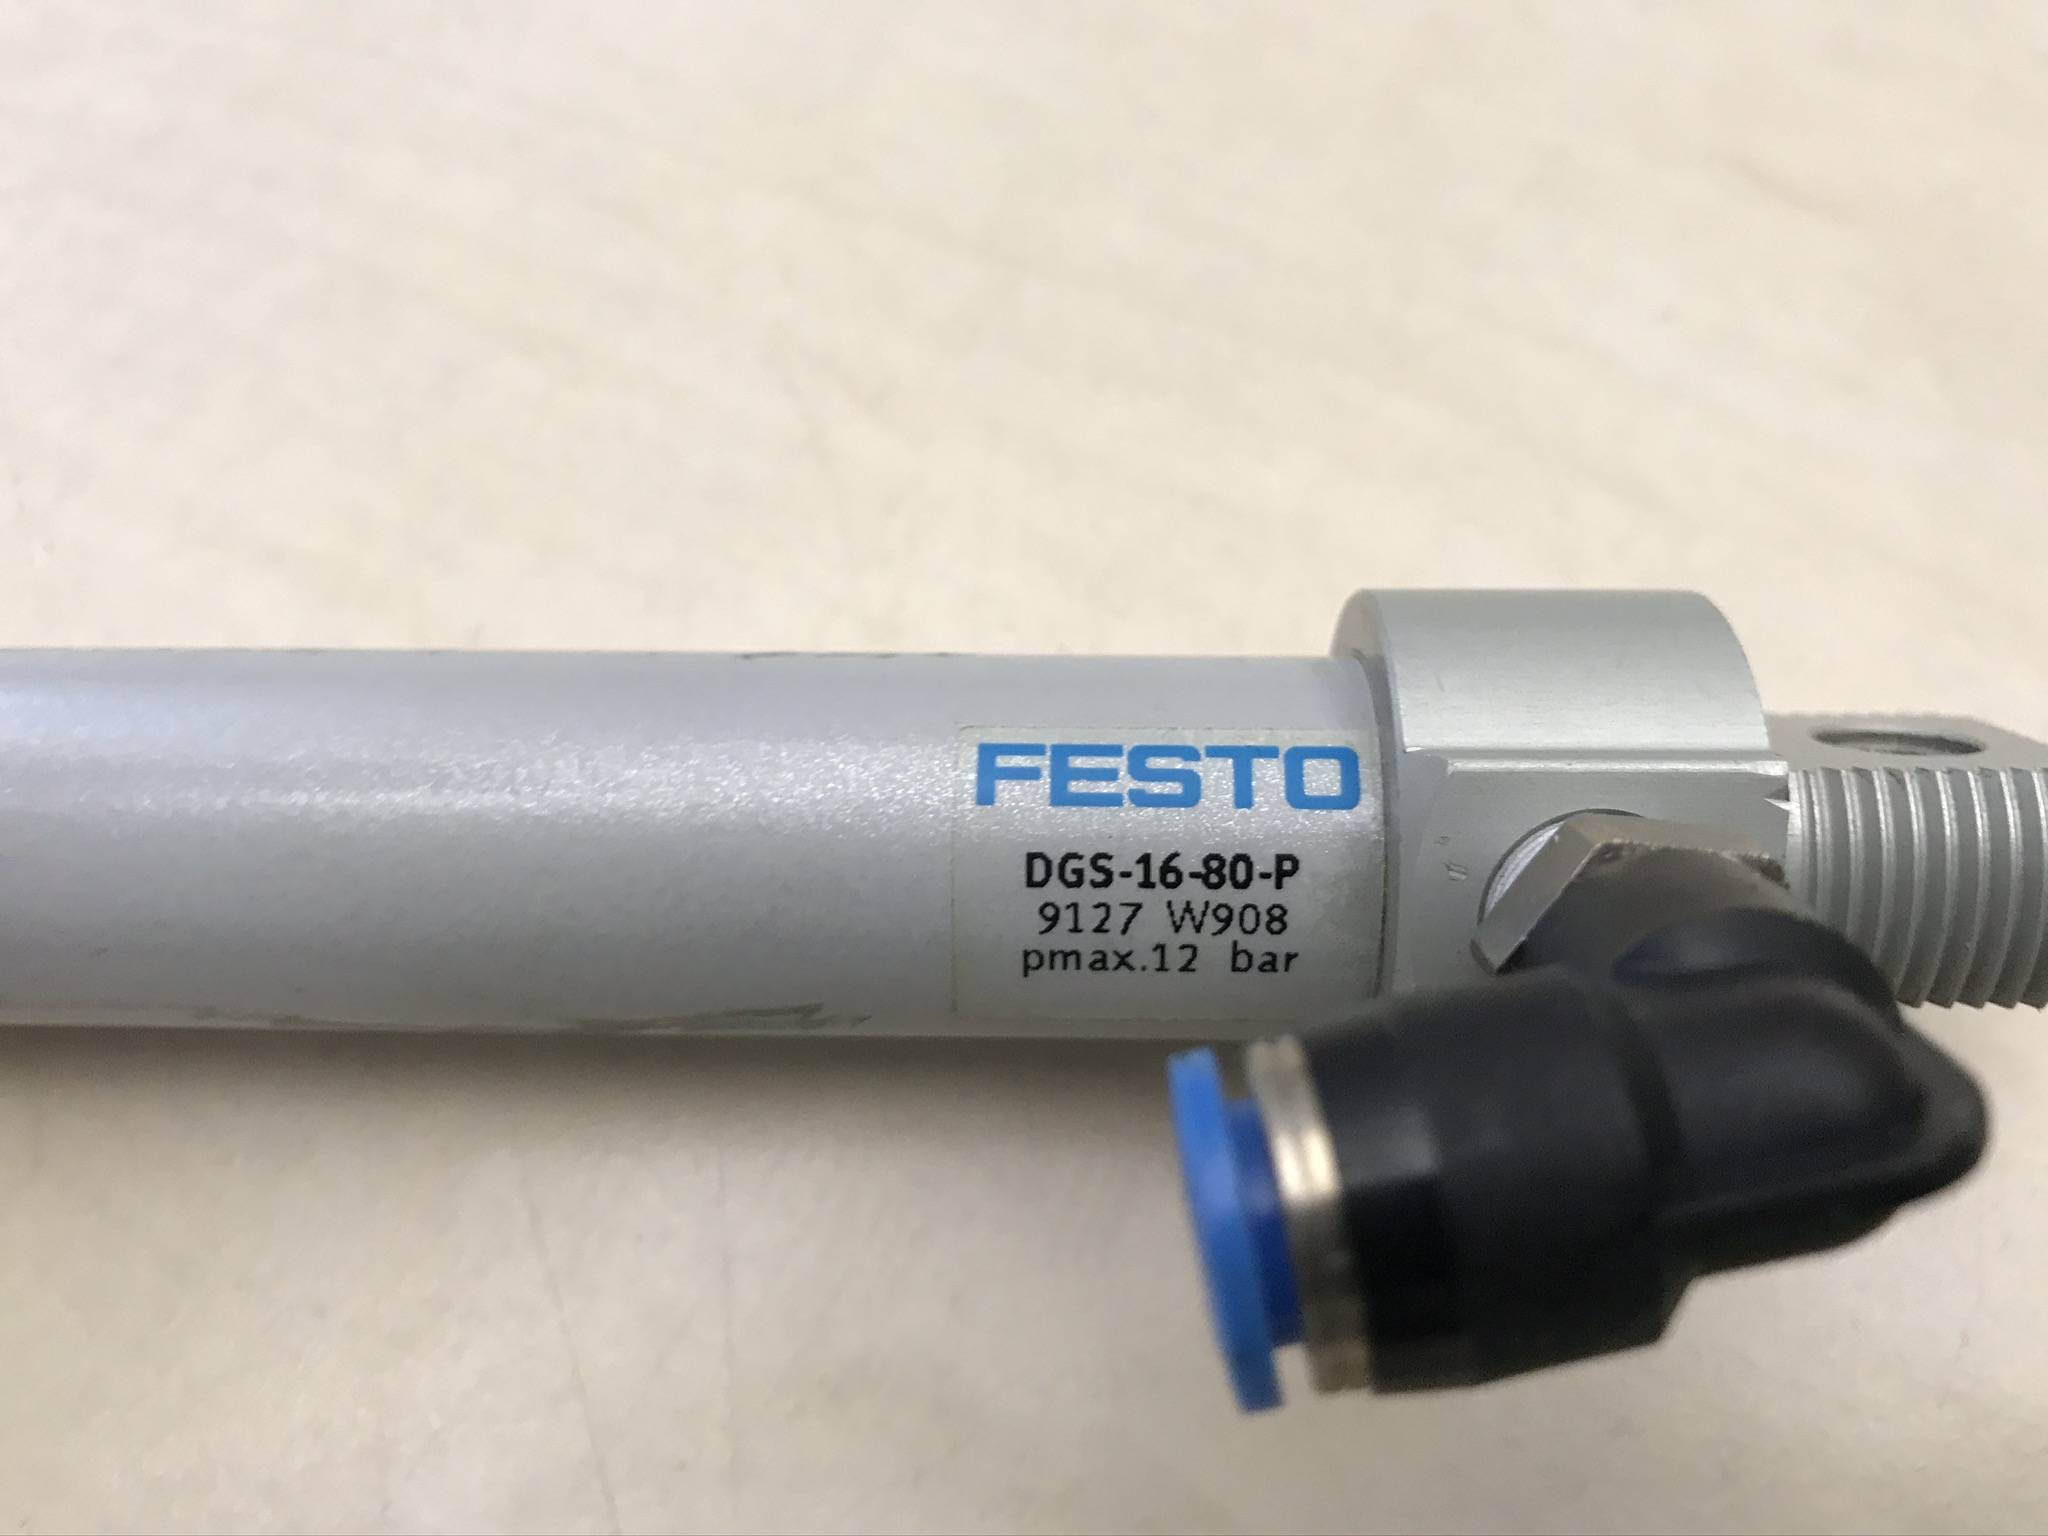 FESTO
DGS-16-80-P
9127 W908
pmax.12 bar